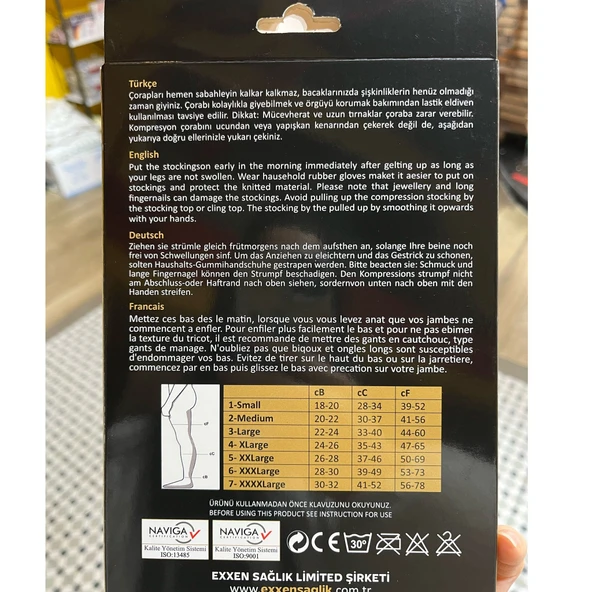 Türkçe
Çorapları hemen sabahleyin kalkar kalkmaz, bacaklarınızda şişkinliklerin henüz olmadığı
zaman giyiniz. Çorabı kolaylıkla giyebilmek ve örgüyü korumak bakımından lastik eldiven
kullanılması tavsiye edilir. Dikkat: Mücevherat ve uzun tırnaklar çoraba zarar verebilir.
Kompresyon çorabını ucundan veya yapışkan kenarından çekerek değil de, aşağıdan
yukarıya doğru ellerinizle yukarı çekiniz.
English
Put the stockingson early in the morning immediately after gelting up as long as
your legs are not swollen. Wear hausehold rubber gloves maket it aesier to put on
stockings and protect the knitted material. Please note that jewellery and long
fingernails can damage the stockings. Avoid pulling up the compression stocking by
the stocking top or cling top. The stocking by the pulled up by smoothing it opwards
with your hands.
Deutsch
Ziehen sie strümle gleich frütmorgens nach dem aufsthen an, solange Ihre beine noch
frei von Schwellungen sinf. Um das Anziehen zu eleichtern und das Gestrick zu schonen,
solten Haushalts-Gummihandschuhe gestrapen werden. Bitte beacten sie: Schmuck und
lange Fingernagel können den Strumpf beschadigen. Den Kompressions strumpf nicht
am Abschluss-oder Haftrand nach oben siehen, sordernvon unten nach oben mit den
Handen streifen.
Francais
Mettez ces bas des le matin, lorsque vous vous levez anat que vos jambes ne
commencent a enfler. Pour enfiler plus facilement le bas et pour ne pas ebimer
la texture du tricot, il est recommande de mettre des gants en cautchouc, type
gants de manage. N'oubliez pas que biqoux et ongles longs sont susceptibles
d'endommager vos bas. Evitez de tirer sur le haut du bas ou sur la jarretiere,
commencez par en bas puis glissez le bas avec precation sur votre jambe.
cF
cC
cB
cB cC cF
1-Small 18-20 28-34 39-52
2-Medium 20-22 30-37 41-56
3-Large 22-24 33-40 44-60
4- XLarge 24-26 35-43 47-65
5- XXLarge 26-28 37-46 50-69
6- XXXLarge 28-30 39-49 53-73
7- XXXXLarge 30-32 41-52 56-78
ÜRÜNÜ KULLANMADAN ÖNCE KLAVUZUNU OKUYUNUZ.
BEFORE USING THIS PRODUCT SEE INSTRUCTION FOR USE
NAVIGA
CERTIFICATION
Kalite Yönetim Sistemi
ISO:13485
NAVIGA
CERTIFICATION
Kalite Yönetim Sistemi
ISO:9001
CE 30°
EXXEN SAĞLIK LİMİTED ŞİRKETİ
www.exxensaglik.com.tr